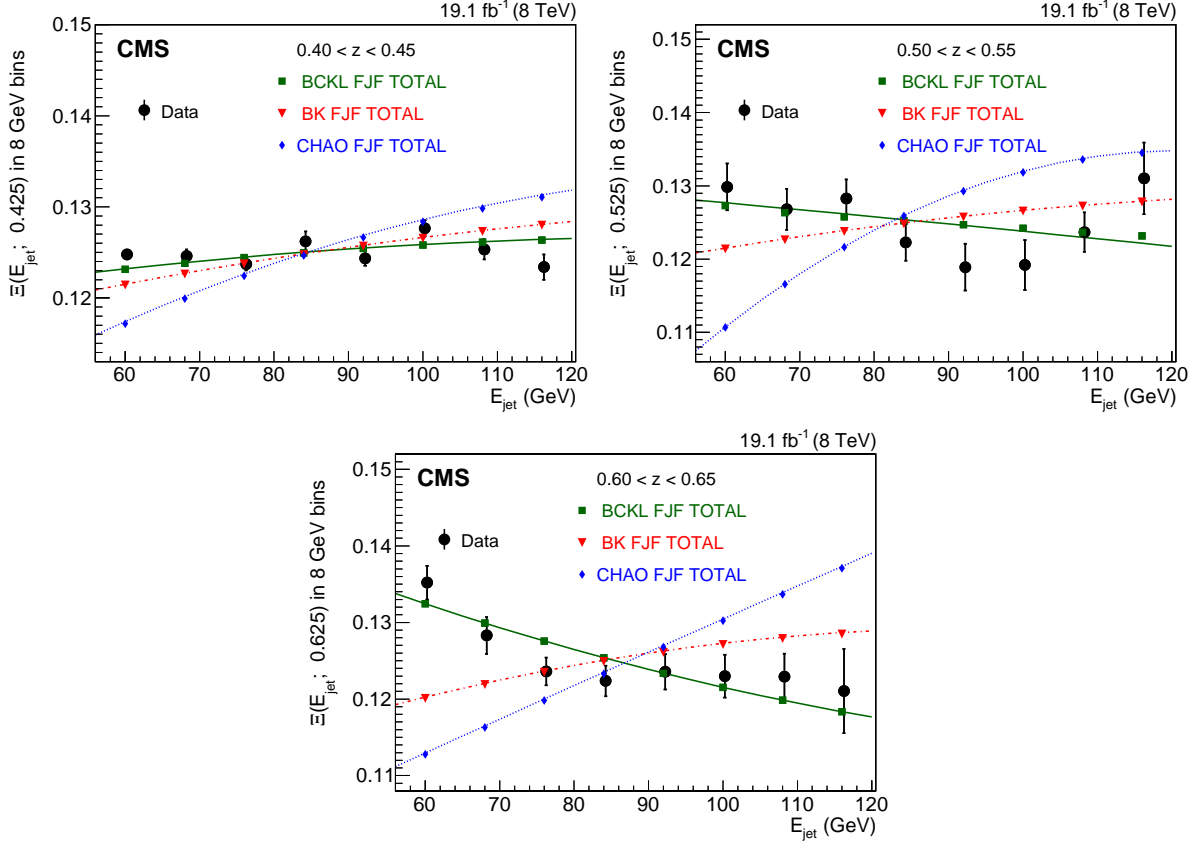 19.1 fb⁻¹ (8 TeV)
CMS
0.40 < z < 0.45
BCKL FJF TOTAL
Data
BK FJF TOTAL
CHAO FJF TOTAL
Ξ(E_jet; 0.425) in 8 GeV bins
0.15
0.14
0.13
0.12
60 70 80 90 100 110 120
E_jet (GeV)
19.1 fb⁻¹ (8 TeV)
CMS
0.50 < z < 0.55
BCKL FJF TOTAL
Data
BK FJF TOTAL
CHAO FJF TOTAL
Ξ(E_jet; 0.525) in 8 GeV bins
0.15
0.14
0.13
0.12
0.11
60 70 80 90 100 110 120
E_jet (GeV)
19.1 fb⁻¹ (8 TeV)
CMS
0.60 < z < 0.65
BCKL FJF TOTAL
Data
BK FJF TOTAL
CHAO FJF TOTAL
Ξ(E_jet; 0.625) in 8 GeV bins
0.15
0.14
0.13
0.12
0.11
60 70 80 90 100 110 120
E_jet (GeV)